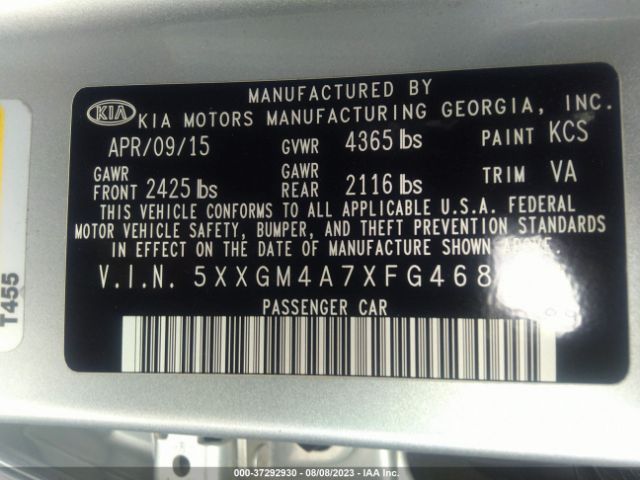 MANUFACTURED BY
KIA KIA MOTORS MANUFACTURING GEORGIA, INC.
APR/09/15 GVWR 4365 lbs PAINT KCS
GAWR FRONT 2425 lbs GAWR REAR 2116 lbs TRIM VA
THIS VEHICLE CONFORMS TO ALL APPLICABLE U.S.A. FEDERAL
MOTOR VEHICLE SAFETY, BUMPER, AND THEFT PREVENTION STANDARDS
IN EFFECT ON THE DATE OF MANUFACTURE SHOWN ABOVE.
V.I.N. 5XXGM4A7XFG468
PASSENGER CAR
T455
000-37292930 - 08/08/2023 - IAA Inc.